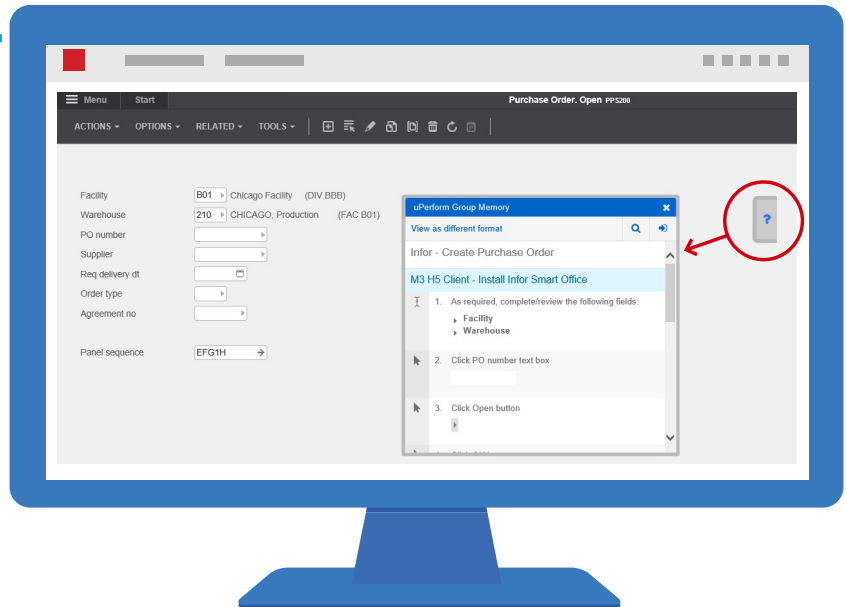 Menu Start Purchase Order. Open PPS200
ACTIONS OPTIONS RELATED TOOLS
Facility B01 Chicago Facility (DIV BBB)
Warehouse 210 CHICAGO, Production (FAC B01)
PO number
Supplier
Req delivery dt
Order type
Agreement no
Panel sequence EFG1H
uPerform Group Memory
View as different format
Infor - Create Purchase Order
M3 H5 Client - Install Infor Smart Office
1. As required, complete/review the following fields:
Facility
Warehouse
2. Click PO number text box
3. Click Open button
?